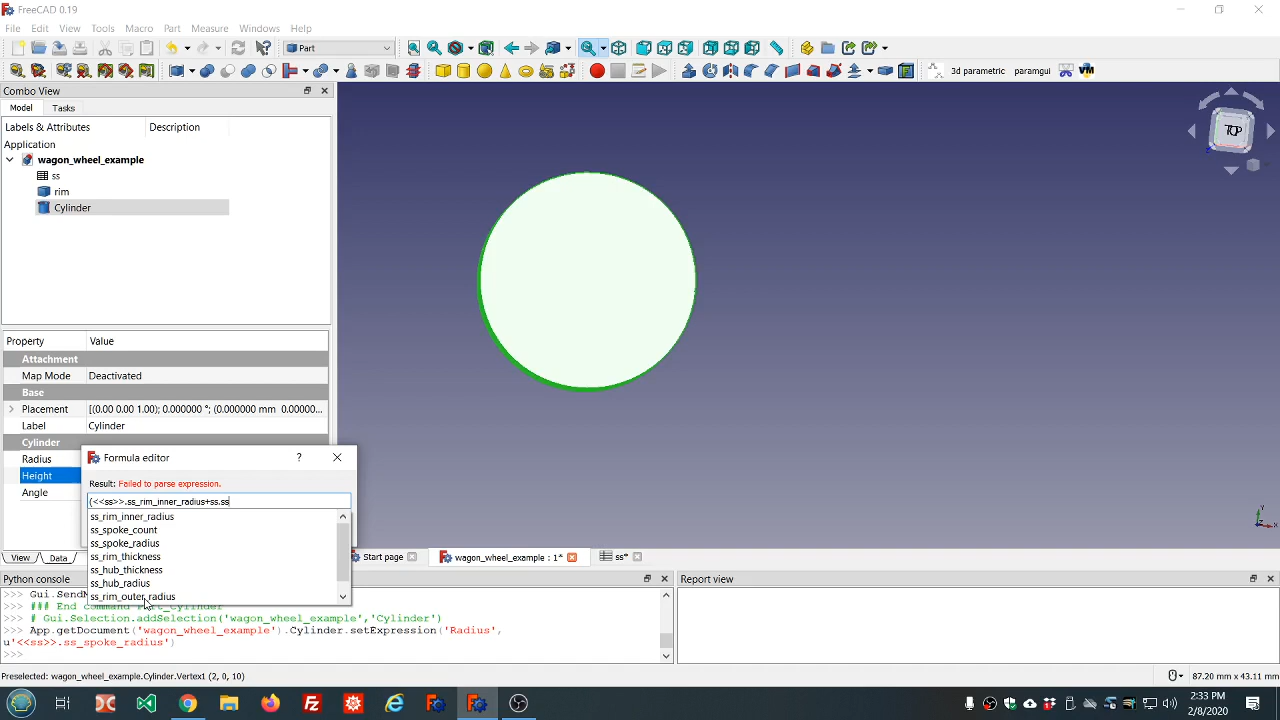 FreeCAD 0.19
File Edit View Tools Macro Part Measure Windows Help
Part
3d parametric paramgui VM
Combo View
Model Tasks
Labels & Attributes Description
Application
wagon_wheel_example
ss
rim
Cylinder
TOP
Property Value
Attachment
Map Mode Deactivated
Base
Placement [(0.00 0.00 1.00); 0.000000 °; (0.000000 mm 0.00000...
Label Cylinder
Cylinder
Radius
Height
Angle
Formula editor ?
Result: Failed to parse expression.
(<<ss>>.ss_rim_inner_radius+ss.ss
ss_rim_inner_radius
ss_spoke_count
ss_spoke_radius
ss_rim_thickness
ss_hub_thickness
ss_hub_radius
ss_rim_outer_radius
View Data
Start page wagon_wheel_example : 1* ss*
Python console Report view
>>> ### End command Part_Cylinder
>>> # Gui.Selection.addSelection('wagon_wheel_example','Cylinder')
>>> App.getDocument('wagon_wheel_example').Cylinder.setExpression('Radius',
u'<<ss>>.ss_spoke_radius')
>>>
Preselected: wagon_wheel_example.Cylinder.Vertext (2, 0, 10) 87.20 mm x 43.11 mm
2:33 PM
2/8/2020